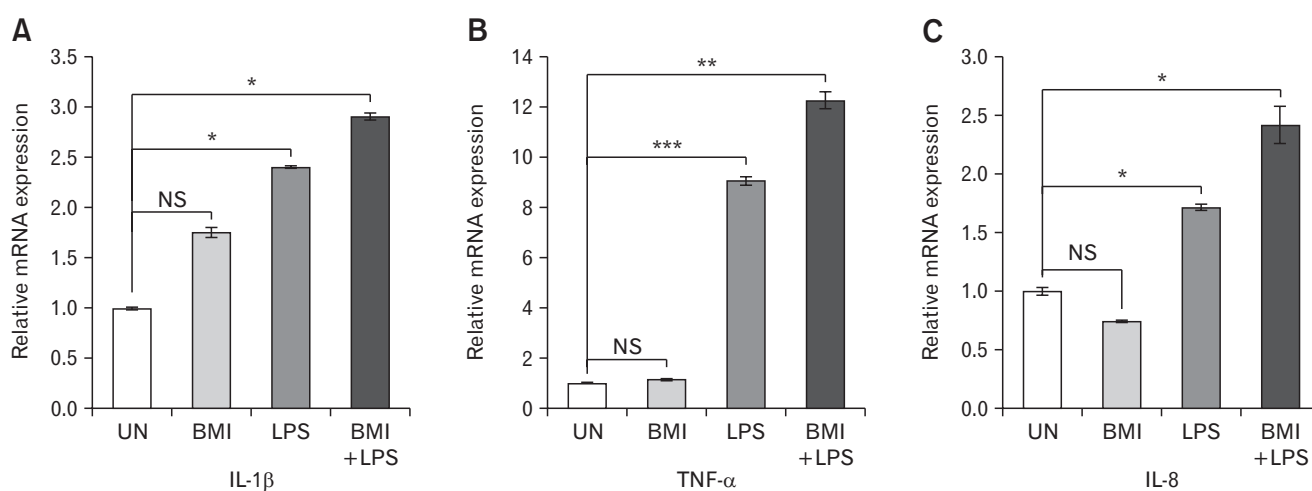 A
Relative mRNA expression
3.5
3.0
2.5
2.0
1.5
1.0
0.5
0.0
*
*
NS
UN
BMI
LPS
BMI
+LPS
IL-1β
B
Relative mRNA expression
14
12
10
8
6
4
2
0
**
***
NS
UN
BMI
LPS
BMI
+LPS
TNF-α
C
Relative mRNA expression
3.0
2.5
2.0
1.5
1.0
0.5
0.0
*
*
NS
UN
BMI
LPS
BMI
+LPS
IL-8